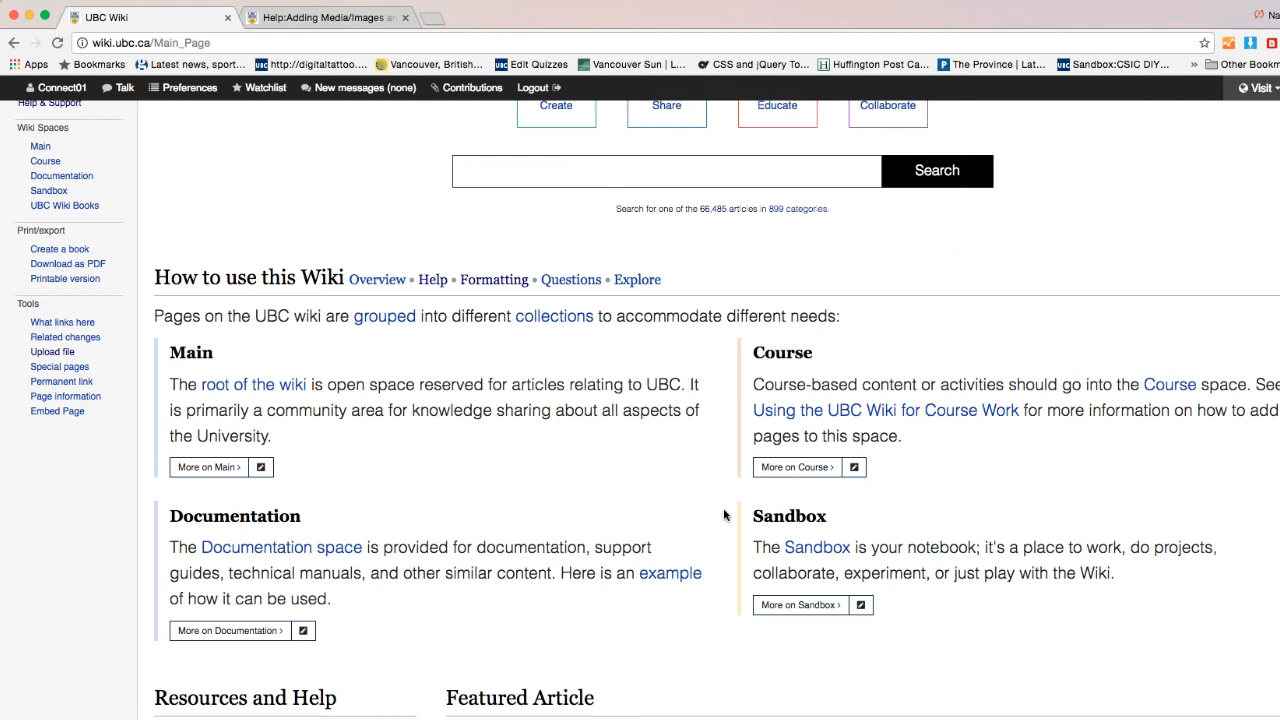 UBC Wiki
Help:Adding Media/Images a
Na
wiki.ubc.ca/Main_Page
Apps
Bookmarks
Latest news, sport...
http://digitaltattoo....
Vancouver, British...
Edit Quizzes
Vancouver Sun | L...
CSS and jQuery To...
Huffington Post Ca...
The Province | Lat...
Sandbox:CSIC DIY...
»
Other Bookm
Connect01
Talk
Preferences
Watchlist
New messages (none)
Contributions
Logout
Visit
Help & Support
Wiki Spaces
Main
Course
Documentation
Sandbox
UBC Wiki Books
Print/export
Create a book
Download as PDF
Printable version
Tools
What links here
Related changes
Upload file
Special pages
Permanent link
Page information
Embed Page
Create
Share
Educate
Collaborate
Search
Search for one of the 66,485 articles in 899 categories.
How to use this Wiki Overview • Help • Formatting • Questions • Explore
Pages on the UBC wiki are grouped into different collections to accommodate different needs:
Main
The root of the wiki is open space reserved for articles relating to UBC. It
is primarily a community area for knowledge sharing about all aspects of
the University.
More on Main ›
Course
Course-based content or activities should go into the Course space. See
Using the UBC Wiki for Course Work for more information on how to add
pages to this space.
More on Course ›
Documentation
The Documentation space is provided for documentation, support
guides, technical manuals, and other similar content. Here is an example
of how it can be used.
More on Documentation ›
Sandbox
The Sandbox is your notebook; it's a place to work, do projects,
collaborate, experiment, or just play with the Wiki.
More on Sandbox ›
Resources and Help
Featured Article